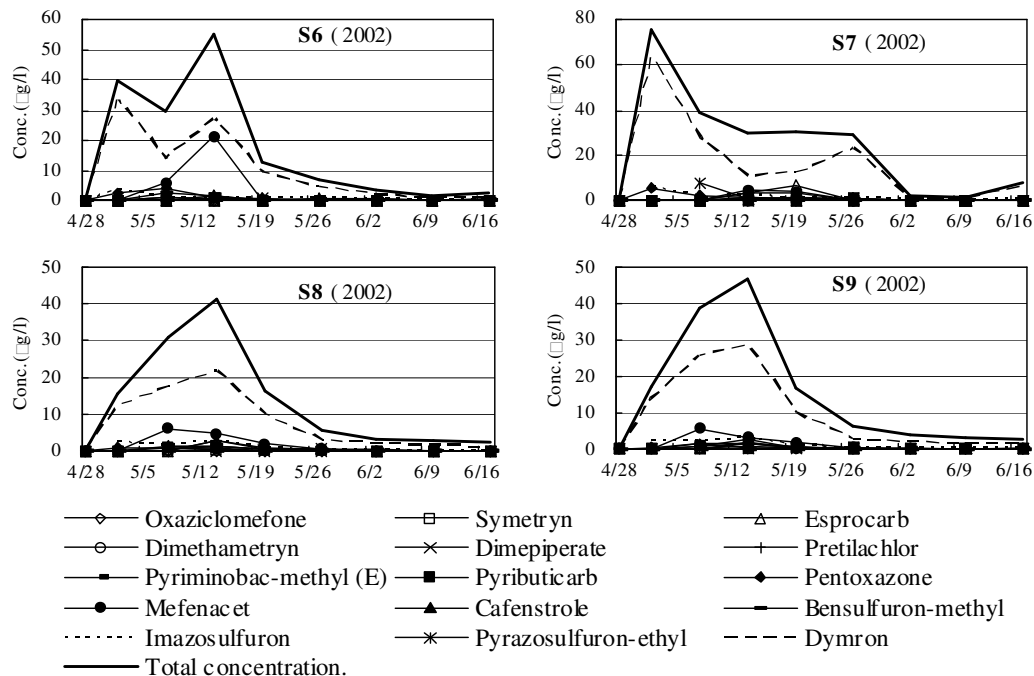 S6 (2002)
Conc.(□g/l)
60
50
40
30
20
10
0
4/28 5/5 5/12 5/19 5/26 6/2 6/9 6/16
S7 (2002)
Conc.(□g/l)
80
60
40
20
0
4/28 5/5 5/12 5/19 5/26 6/2 6/9 6/16
S8 (2002)
Conc.(□g/l)
50
40
30
20
10
0
4/28 5/5 5/12 5/19 5/26 6/2 6/9 6/16
S9 (2002)
Conc.(□g/l)
50
40
30
20
10
0
4/28 5/5 5/12 5/19 5/26 6/2 6/9 6/16
Oxaziclomefone Symetryn Esprocarb
Dimethametryn Dimepiperate Pretilachlor
Pyriminobac-methyl (E) Pyributicarb Pentoxazone
Mefenacet Cafenstrole Bensulfuron-methyl
Imazosulfuron Pyrazosulfuron-ethyl Dymron
Total concentration.